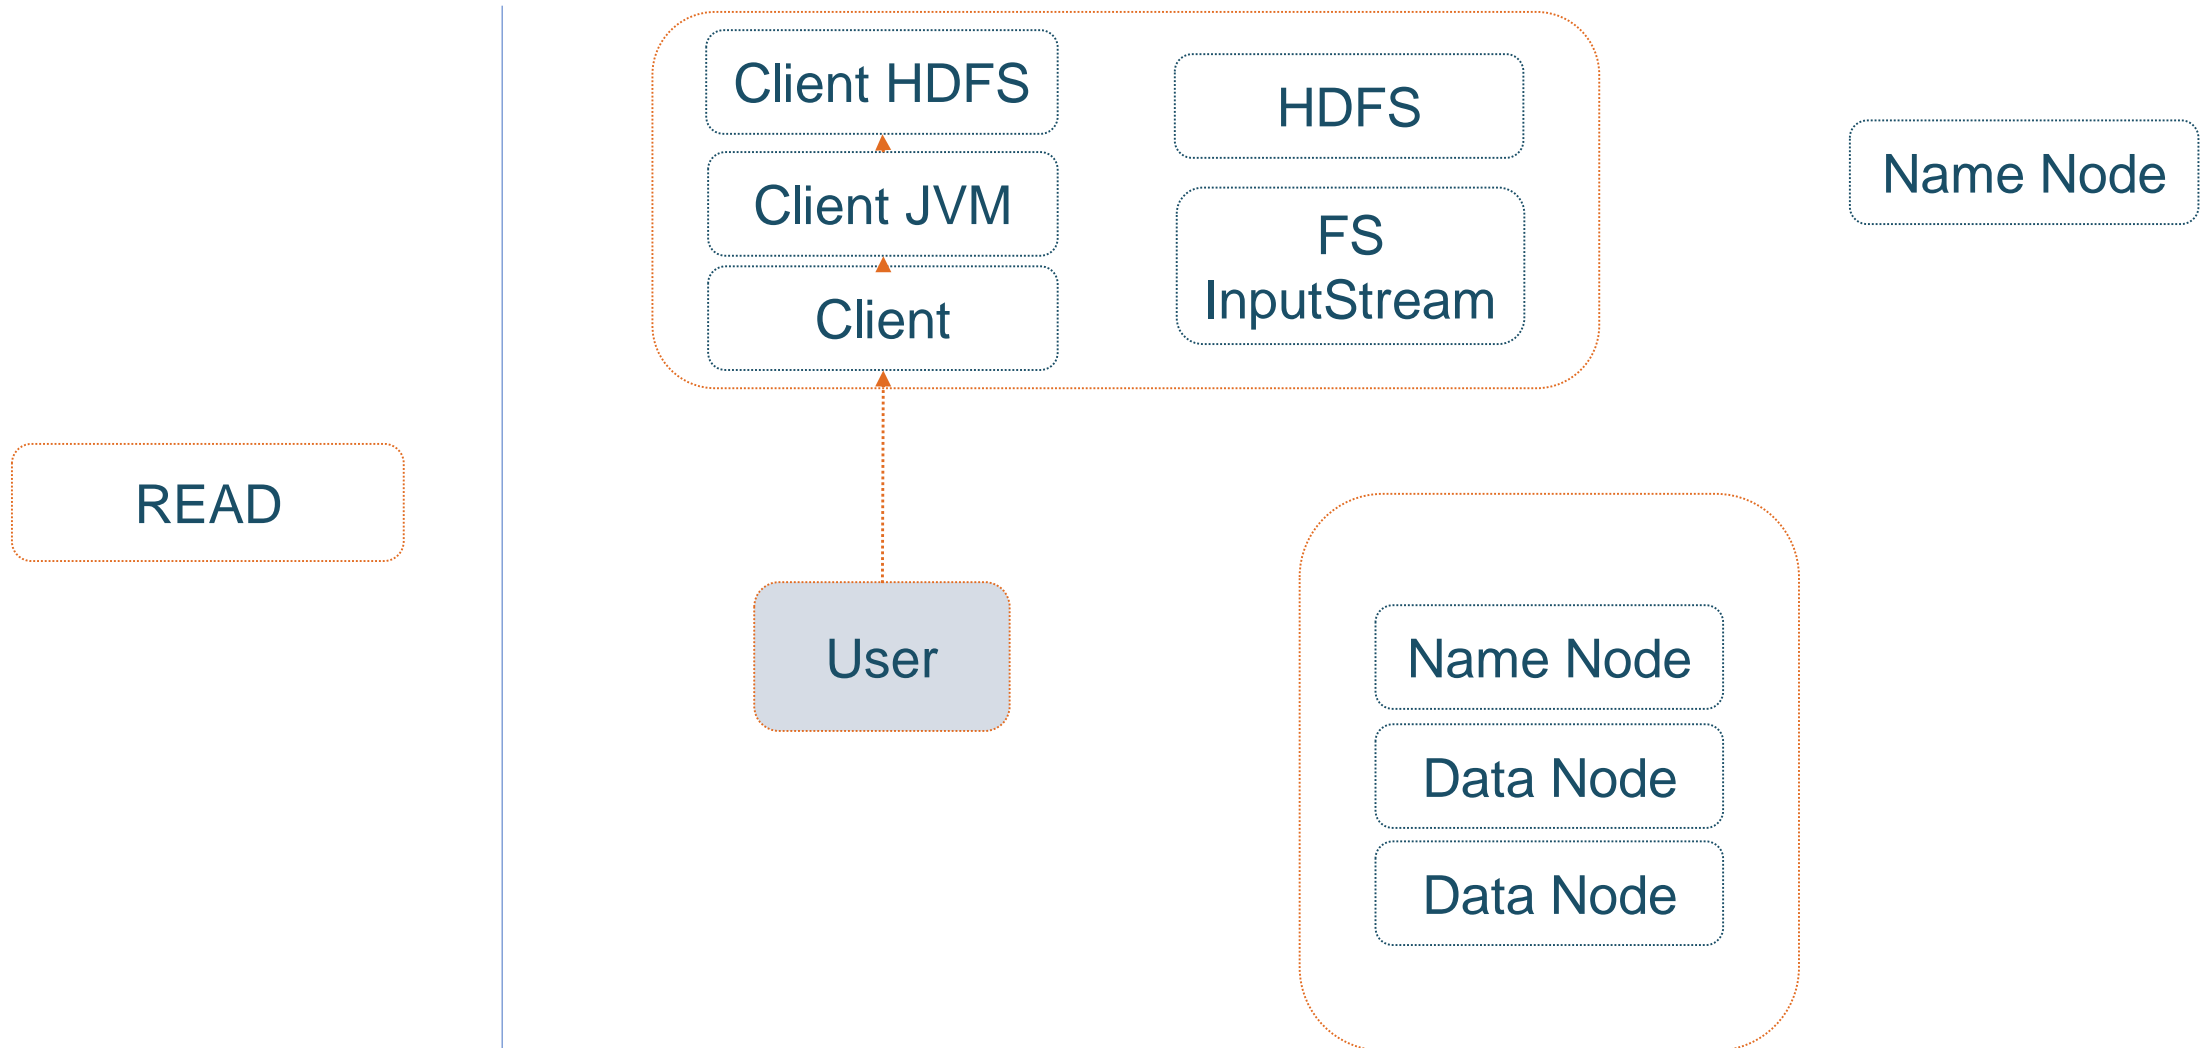 READ
Client HDFS
Client JVM
Client
HDFS
FS
InputStream
Name Node
User
Name Node
Data Node
Data Node